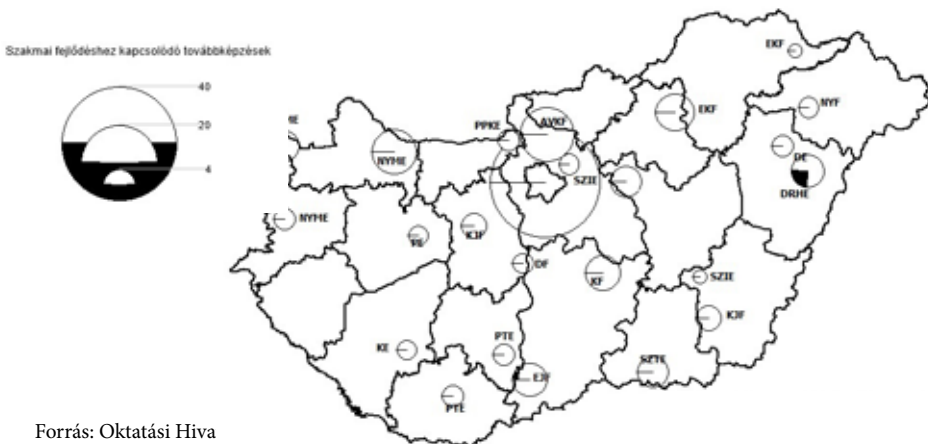 Szakmai fejlődéshez kapcsolódó továbbképzések
40
20
4
EKF
NYF
EKF
PPKE
AVKF
NYME
SZIE
DE
DRHE
NYME
KJF
PE
DF
KF
SZIE
KJF
PTE
KE
SZTE
EJF
PTE
Forrás: Oktatási Hiva